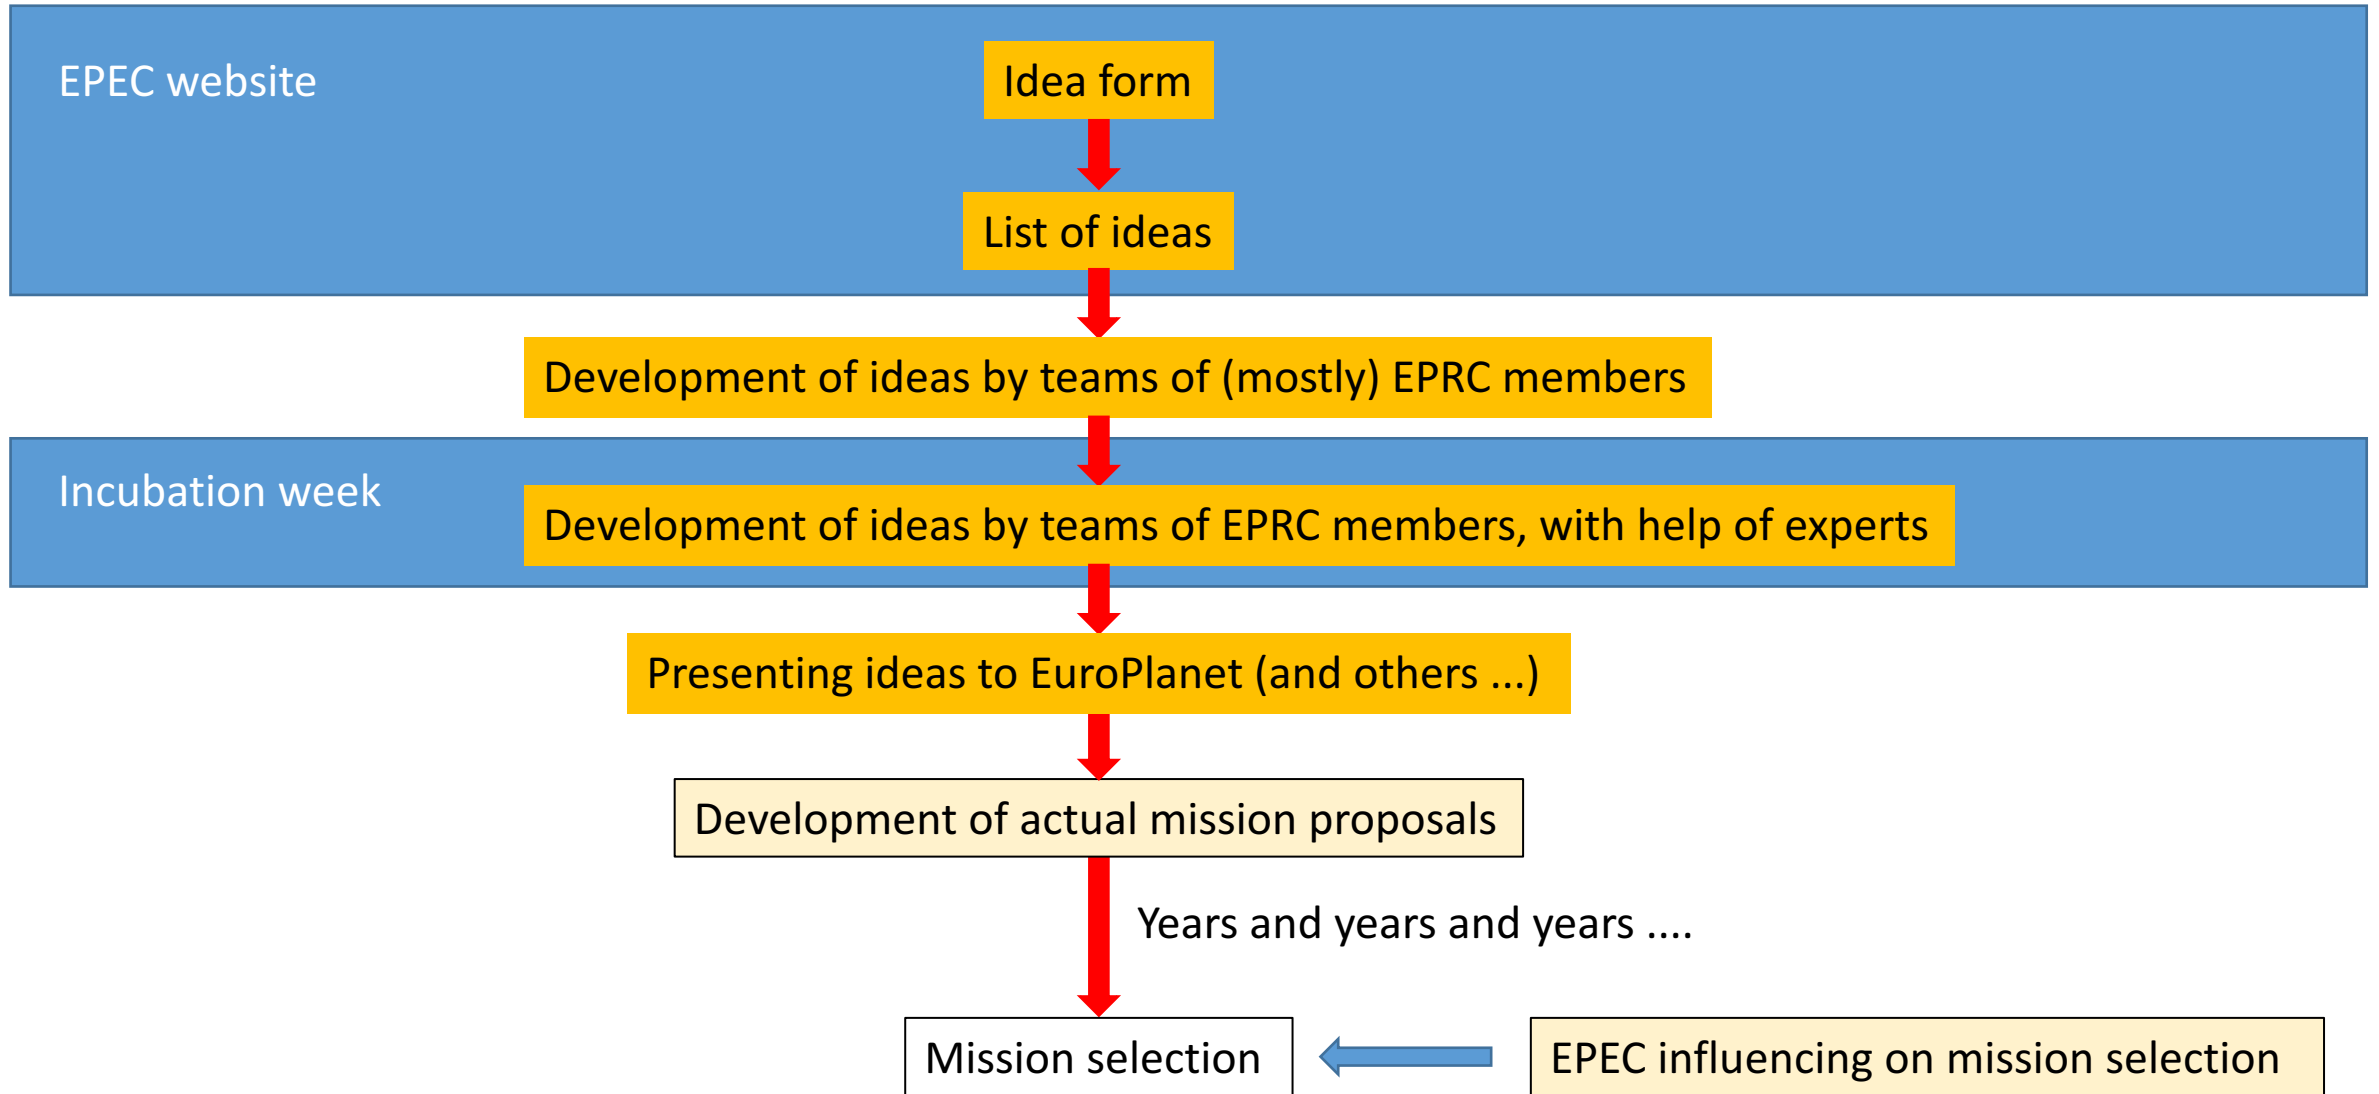 EPEC website
Idea form
List of ideas
Development of ideas by teams of (mostly) EPRC members
Incubation week
Development of ideas by teams of EPRC members, with help of experts
Presenting ideas to EuroPlanet (and others ...)
Development of actual mission proposals
Years and years and years ....
Mission selection
EPEC influencing on mission selection